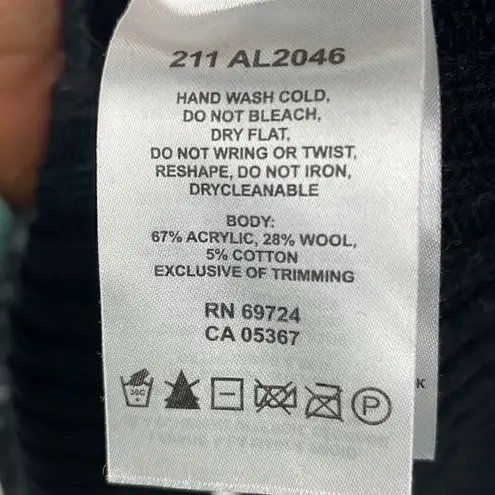 211 AL2046
HAND WASH COLD,
DO NOT BLEACH,
DRY FLAT,
DO NOT WRING OR TWIST,
RESHAPE, DO NOT IRON,
DRYCLEANABLE
BODY:
67% ACRYLIC, 28% WOOL,
5% COTTON
EXCLUSIVE OF TRIMMING
RN 69724
CA 05367
30C P
K